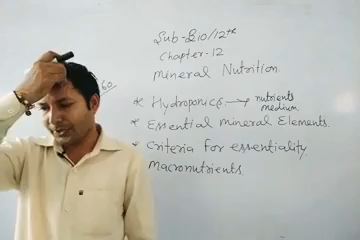 Sub-Bio/12th
Chapter-12
Mineral Nutrition
* Hydroponics → nutrients medium
* Essential Mineral Elements.
* Criteria for essentiality
Macronutrients